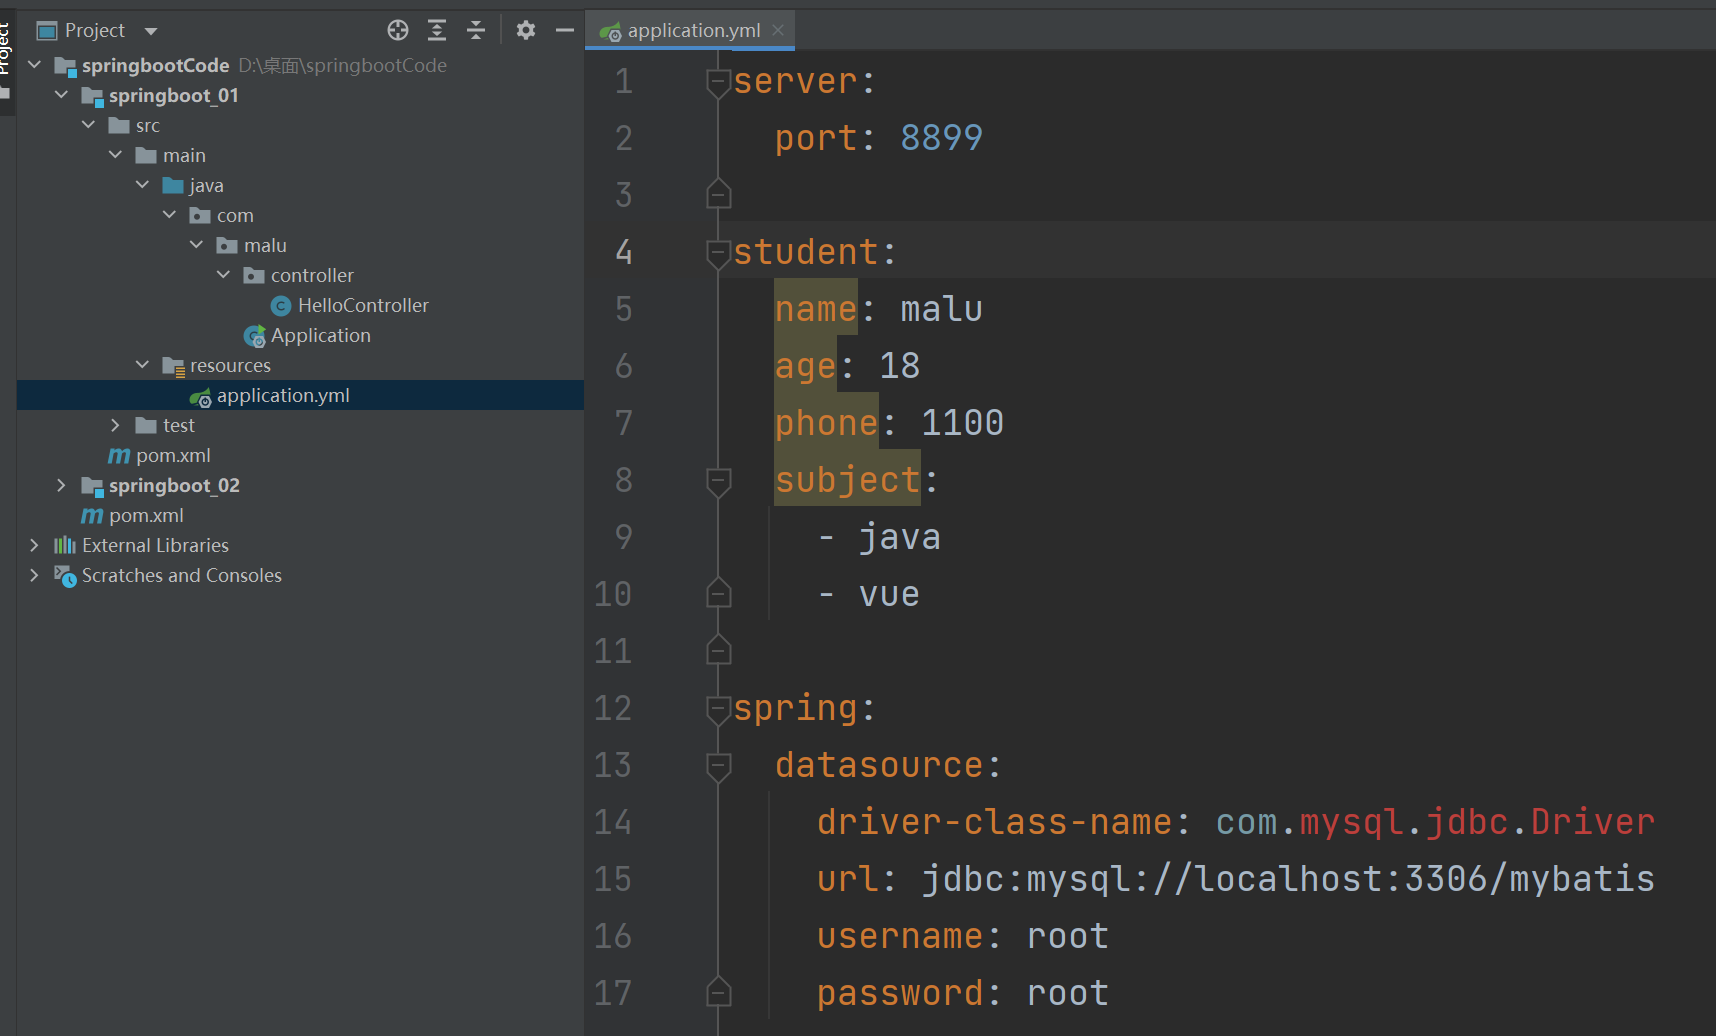 Project
Project
springbootCode D:\桌面\springbootCode
springboot_01
src
main
java
com
malu
controller
HelloController
Application
resources
application.yml
test
pom.xml
springboot_02
pom.xml
External Libraries
Scratches and Consoles
application.yml
1 server:
2 port: 8899
3
4 student:
5 name: malu
6 age: 18
7 phone: 1100
8 subject:
9 - java
10 - vue
11
12 spring:
13 datasource:
14 driver-class-name: com.mysql.jdbc.Driver
15 url: jdbc:mysql://localhost:3306/mybatis
16 username: root
17 password: root